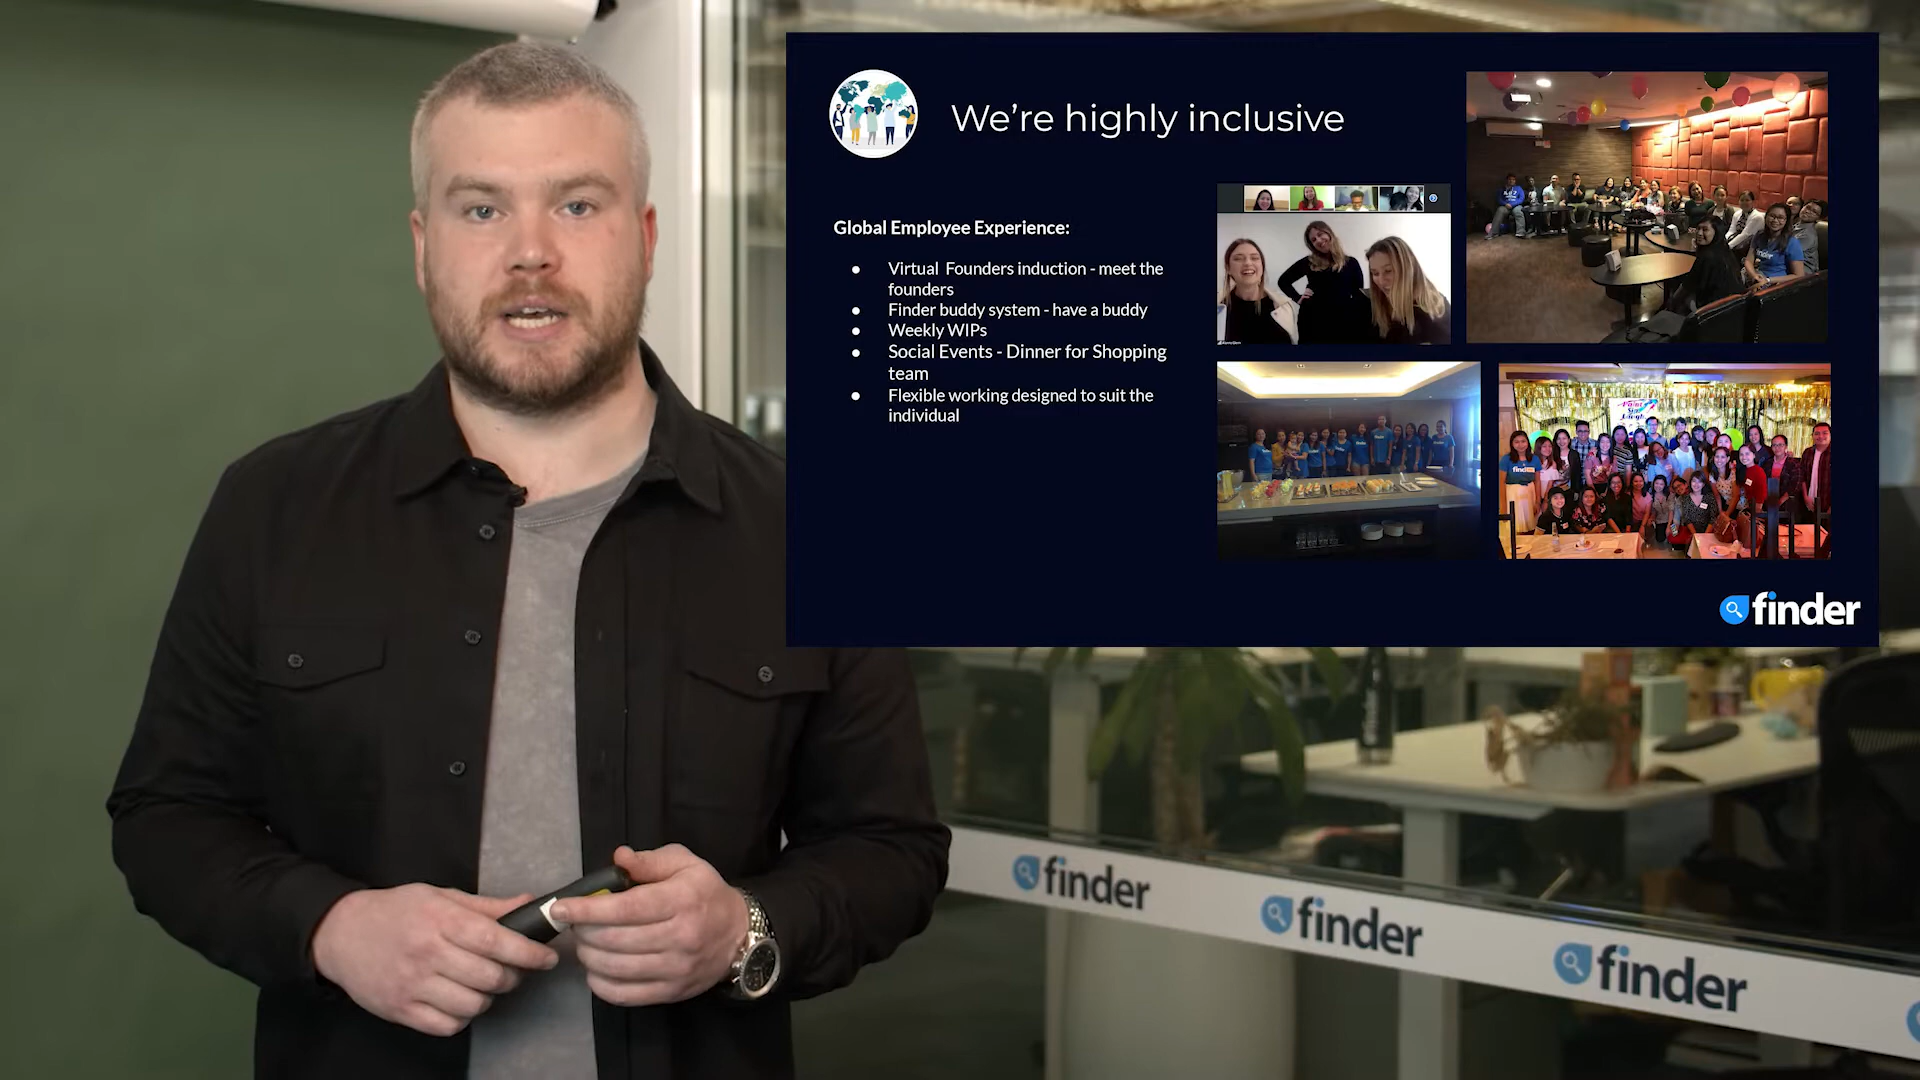 We're highly inclusive
Global Employee Experience:
● Virtual Founders induction - meet the
founders
● Finder buddy system - have a buddy
● Weekly WIPs
● Social Events - Dinner for Shopping
team
● Flexible working designed to suit the
individual
finder
finder
finder
finder